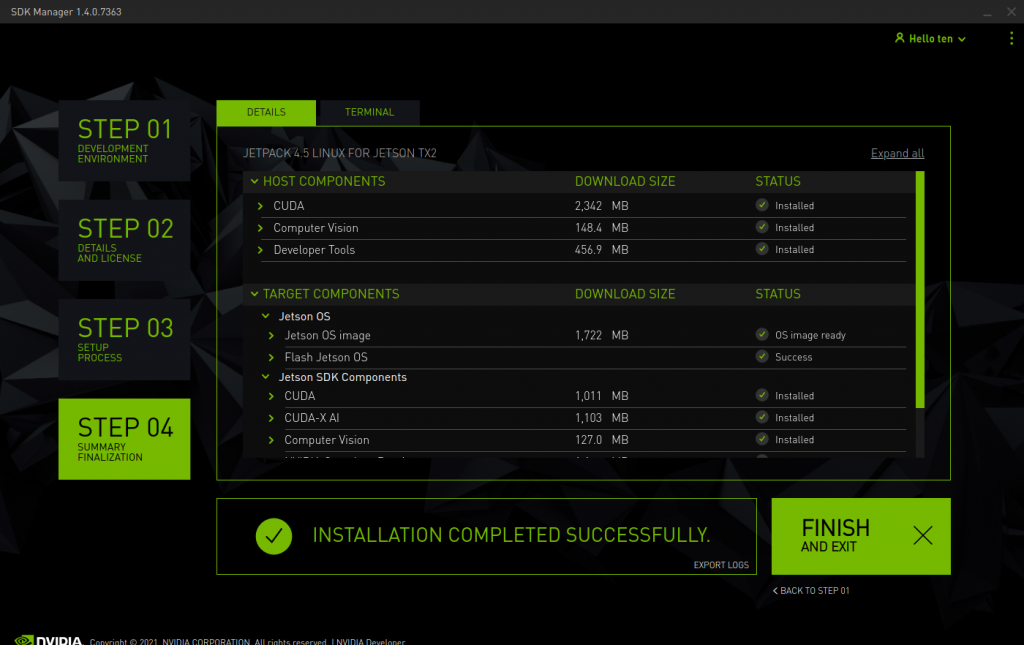 SDK Manager 1.4.0.7363
Hello ten
STEP 01
DEVELOPMENT
ENVIRONMENT
STEP 02
DETAILS
AND LICENSE
STEP 03
SETUP
PROCESS
STEP 04
SUMMARY
FINALIZATION
DETAILS TERMINAL
JETPACK 4.5 LINUX FOR JETSON TX2 Expand all
HOST COMPONENTS DOWNLOAD SIZE STATUS
CUDA 2,342 MB Installed
Computer Vision 148.4 MB Installed
Developer Tools 456.9 MB Installed
TARGET COMPONENTS DOWNLOAD SIZE STATUS
Jetson OS
Jetson OS image 1,722 MB OS image ready
Flash Jetson OS Success
Jetson SDK Components
CUDA 1,011 MB Installed
CUDA-X AI 1,103 MB Installed
Computer Vision 127.0 MB Installed
INSTALLATION COMPLETED SUCCESSFULLY.
EXPORT LOGS
FINISH
AND EXIT
< BACK TO STEP 01
NVIDIA. Copyright © 2021, NVIDIA CORPORATION. All rights reserved. | NVIDIA Developer